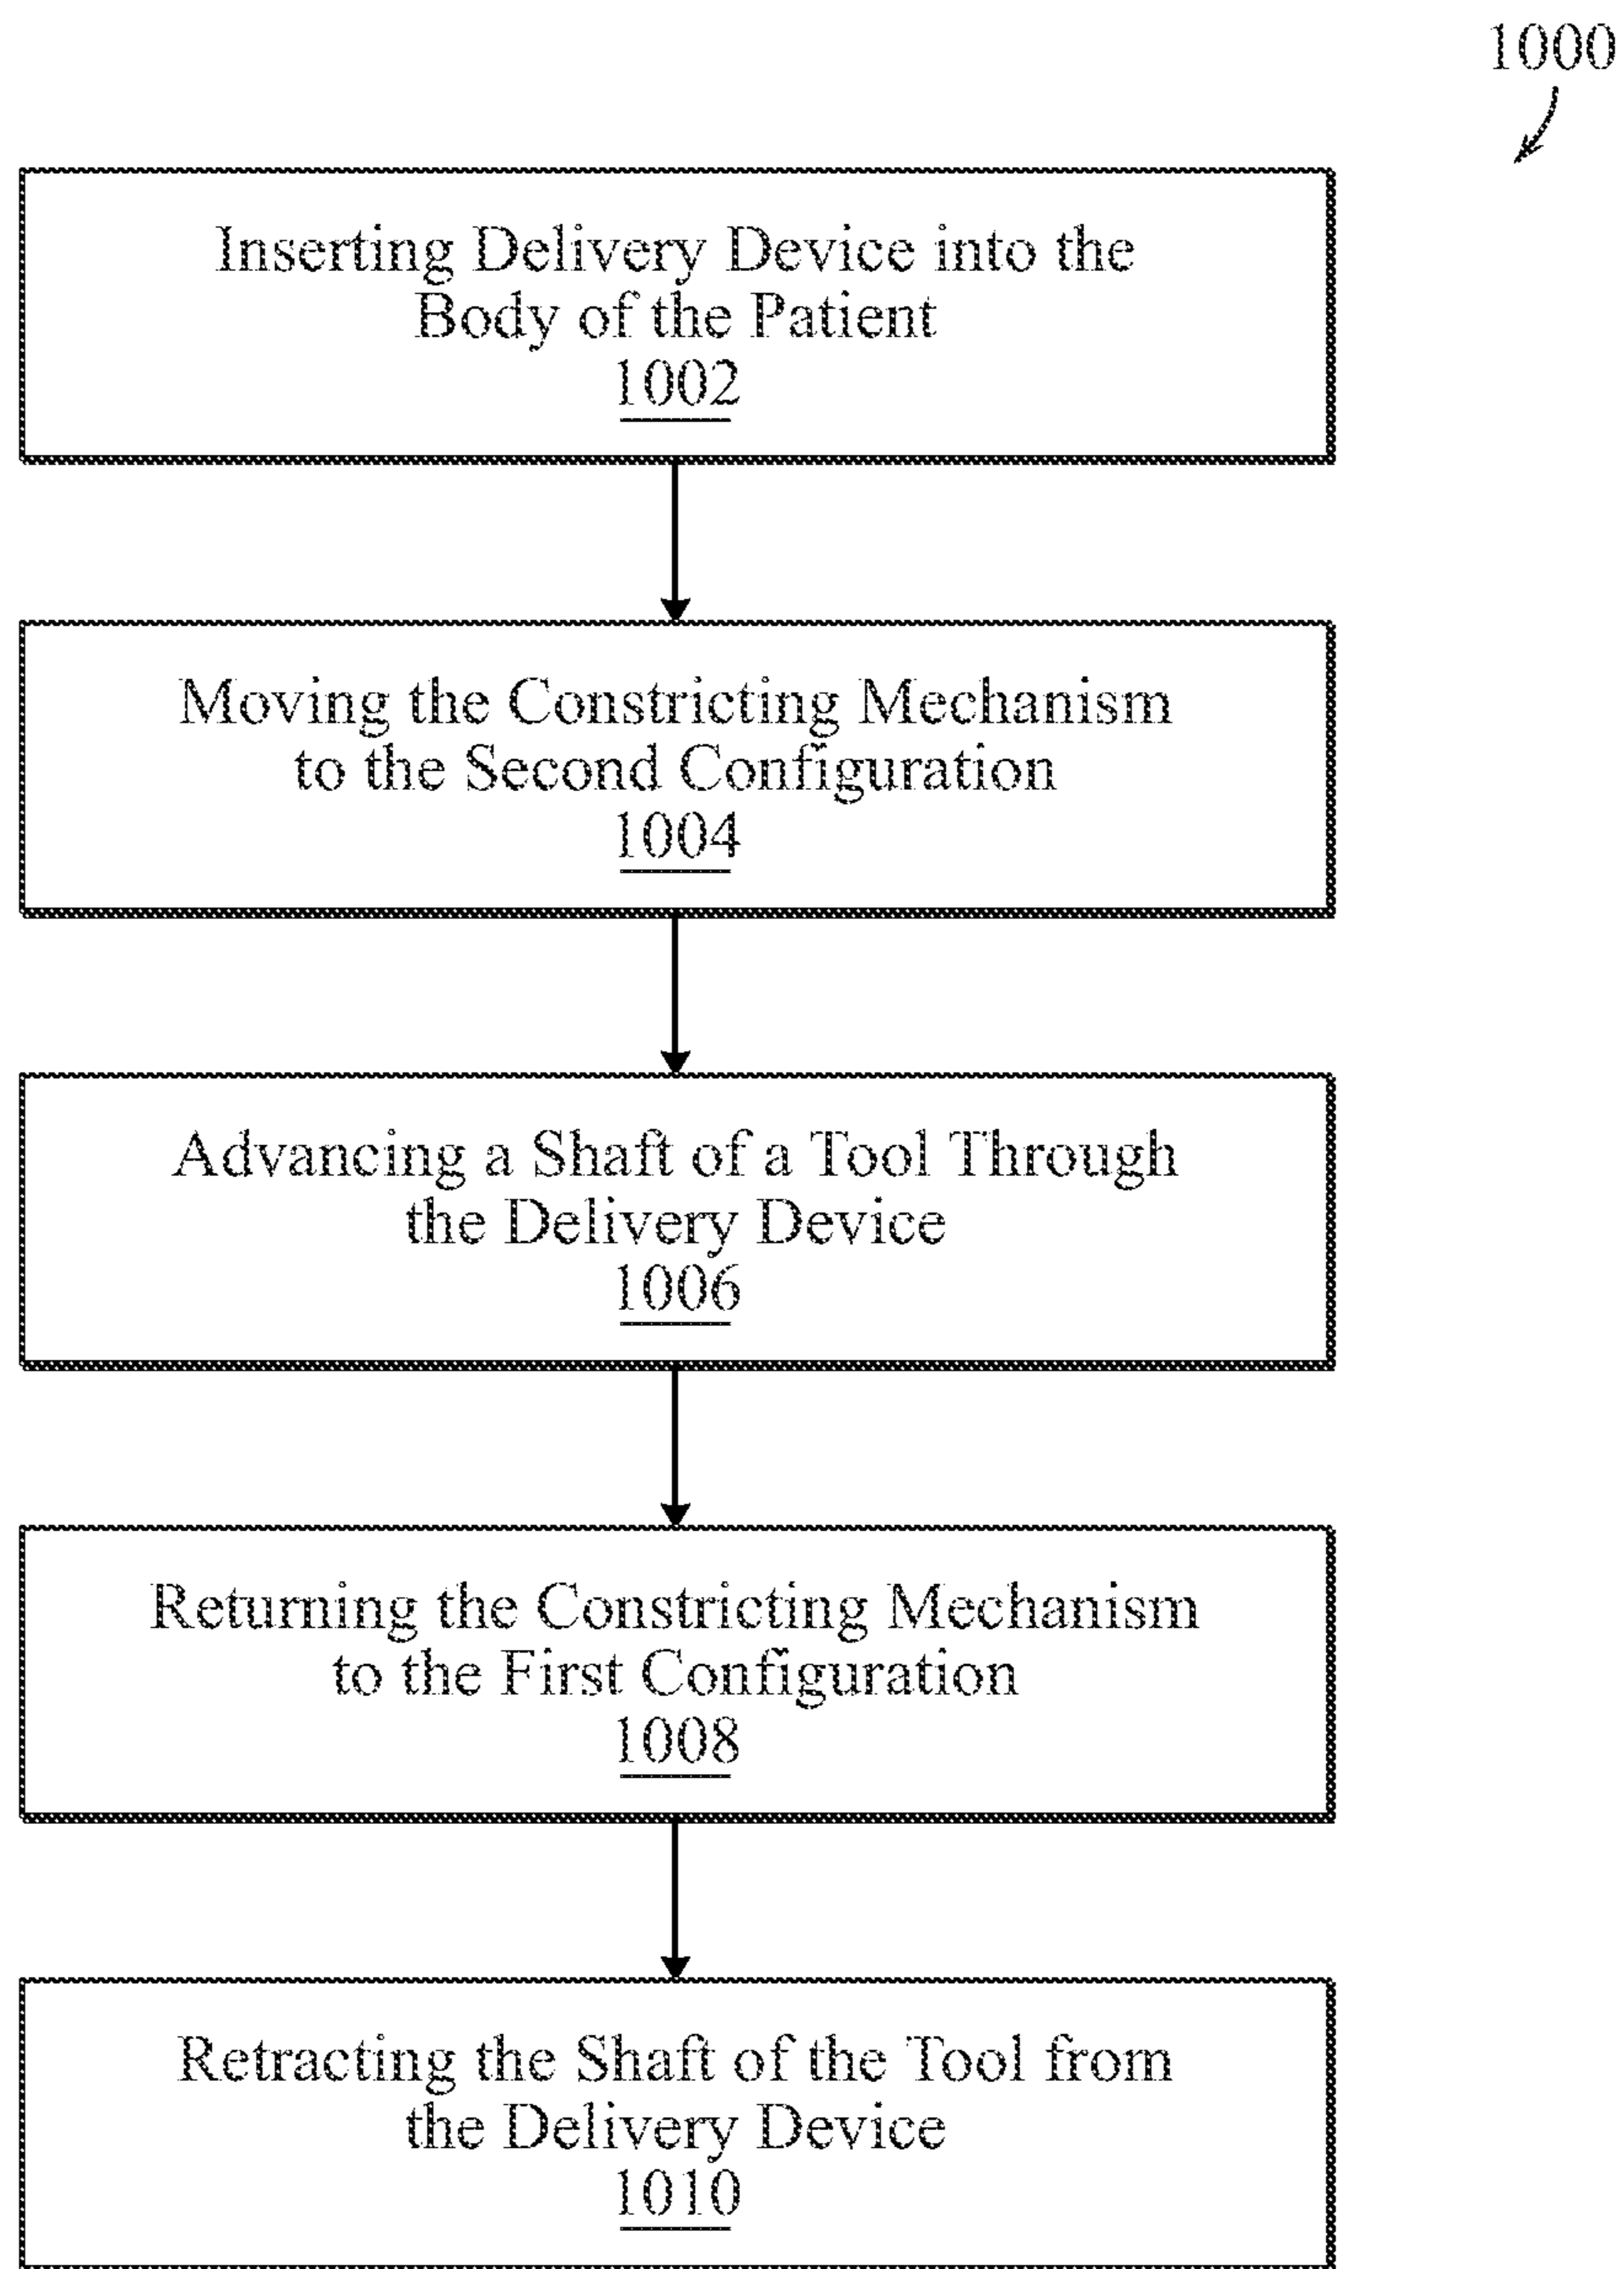 1000
Inserting Delivery Device into the
Body of the Patient
1002
Moving the Constricting Mechanism
to the Second Configuration
1004
Advancing a Shaft of a Tool Through
the Delivery Device
1006
Returning the Constricting Mechanism
to the First Configuration
1008
Retracting the Shaft of the Tool from
the Delivery Device
1010